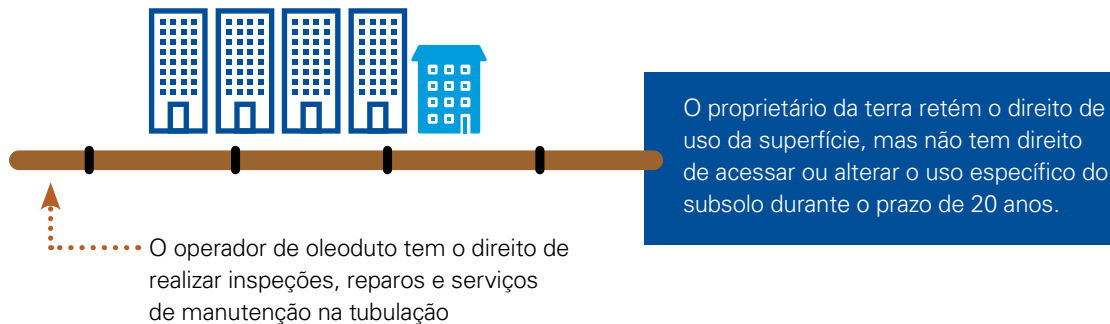 O proprietário da terra retém o direito de
uso da superfície, mas não tem direito
de acessar ou alterar o uso específico do
subsolo durante o prazo de 20 anos.
O operador de oleoduto tem o direito de
realizar inspeções, reparos e serviços
de manutenção na tubulação